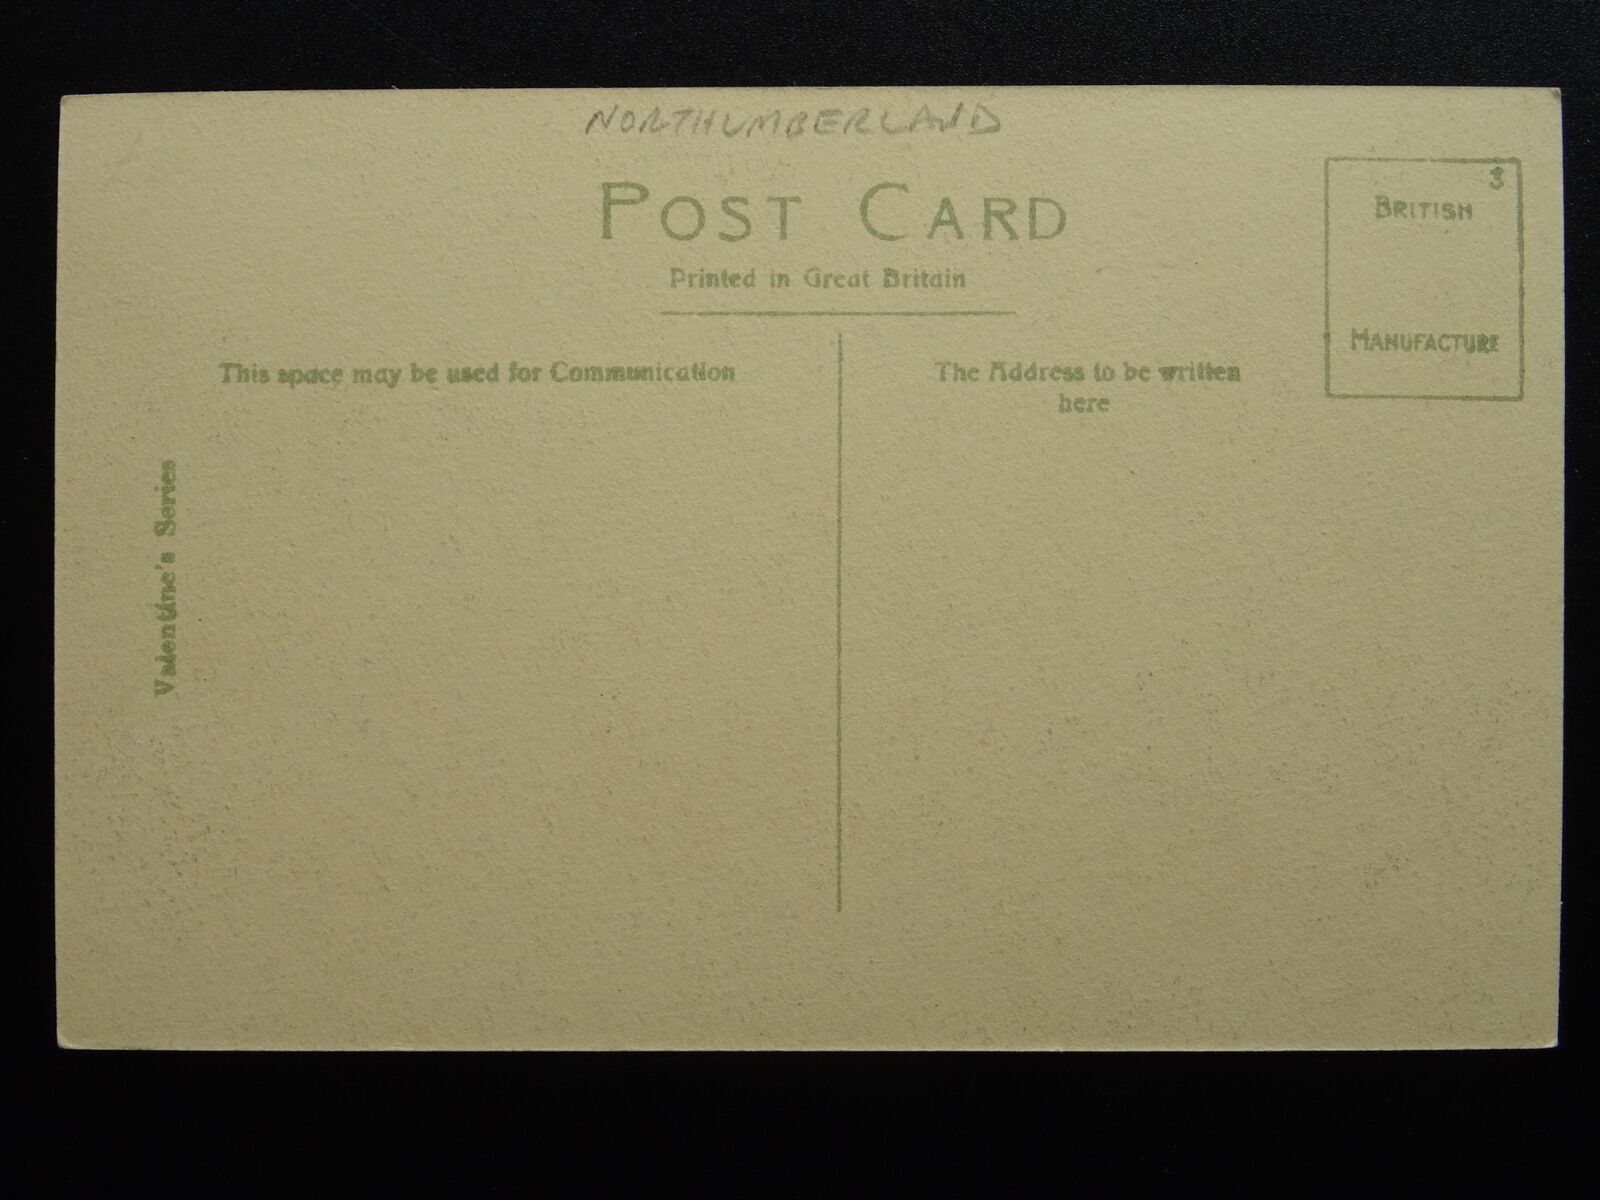 NORTHUMBERLAND
POST CARD
Printed in Great Britain
3
BRITISH
MANUFACTURE
This space may be used for Communication
The Address to be written
here
Valentine's Series